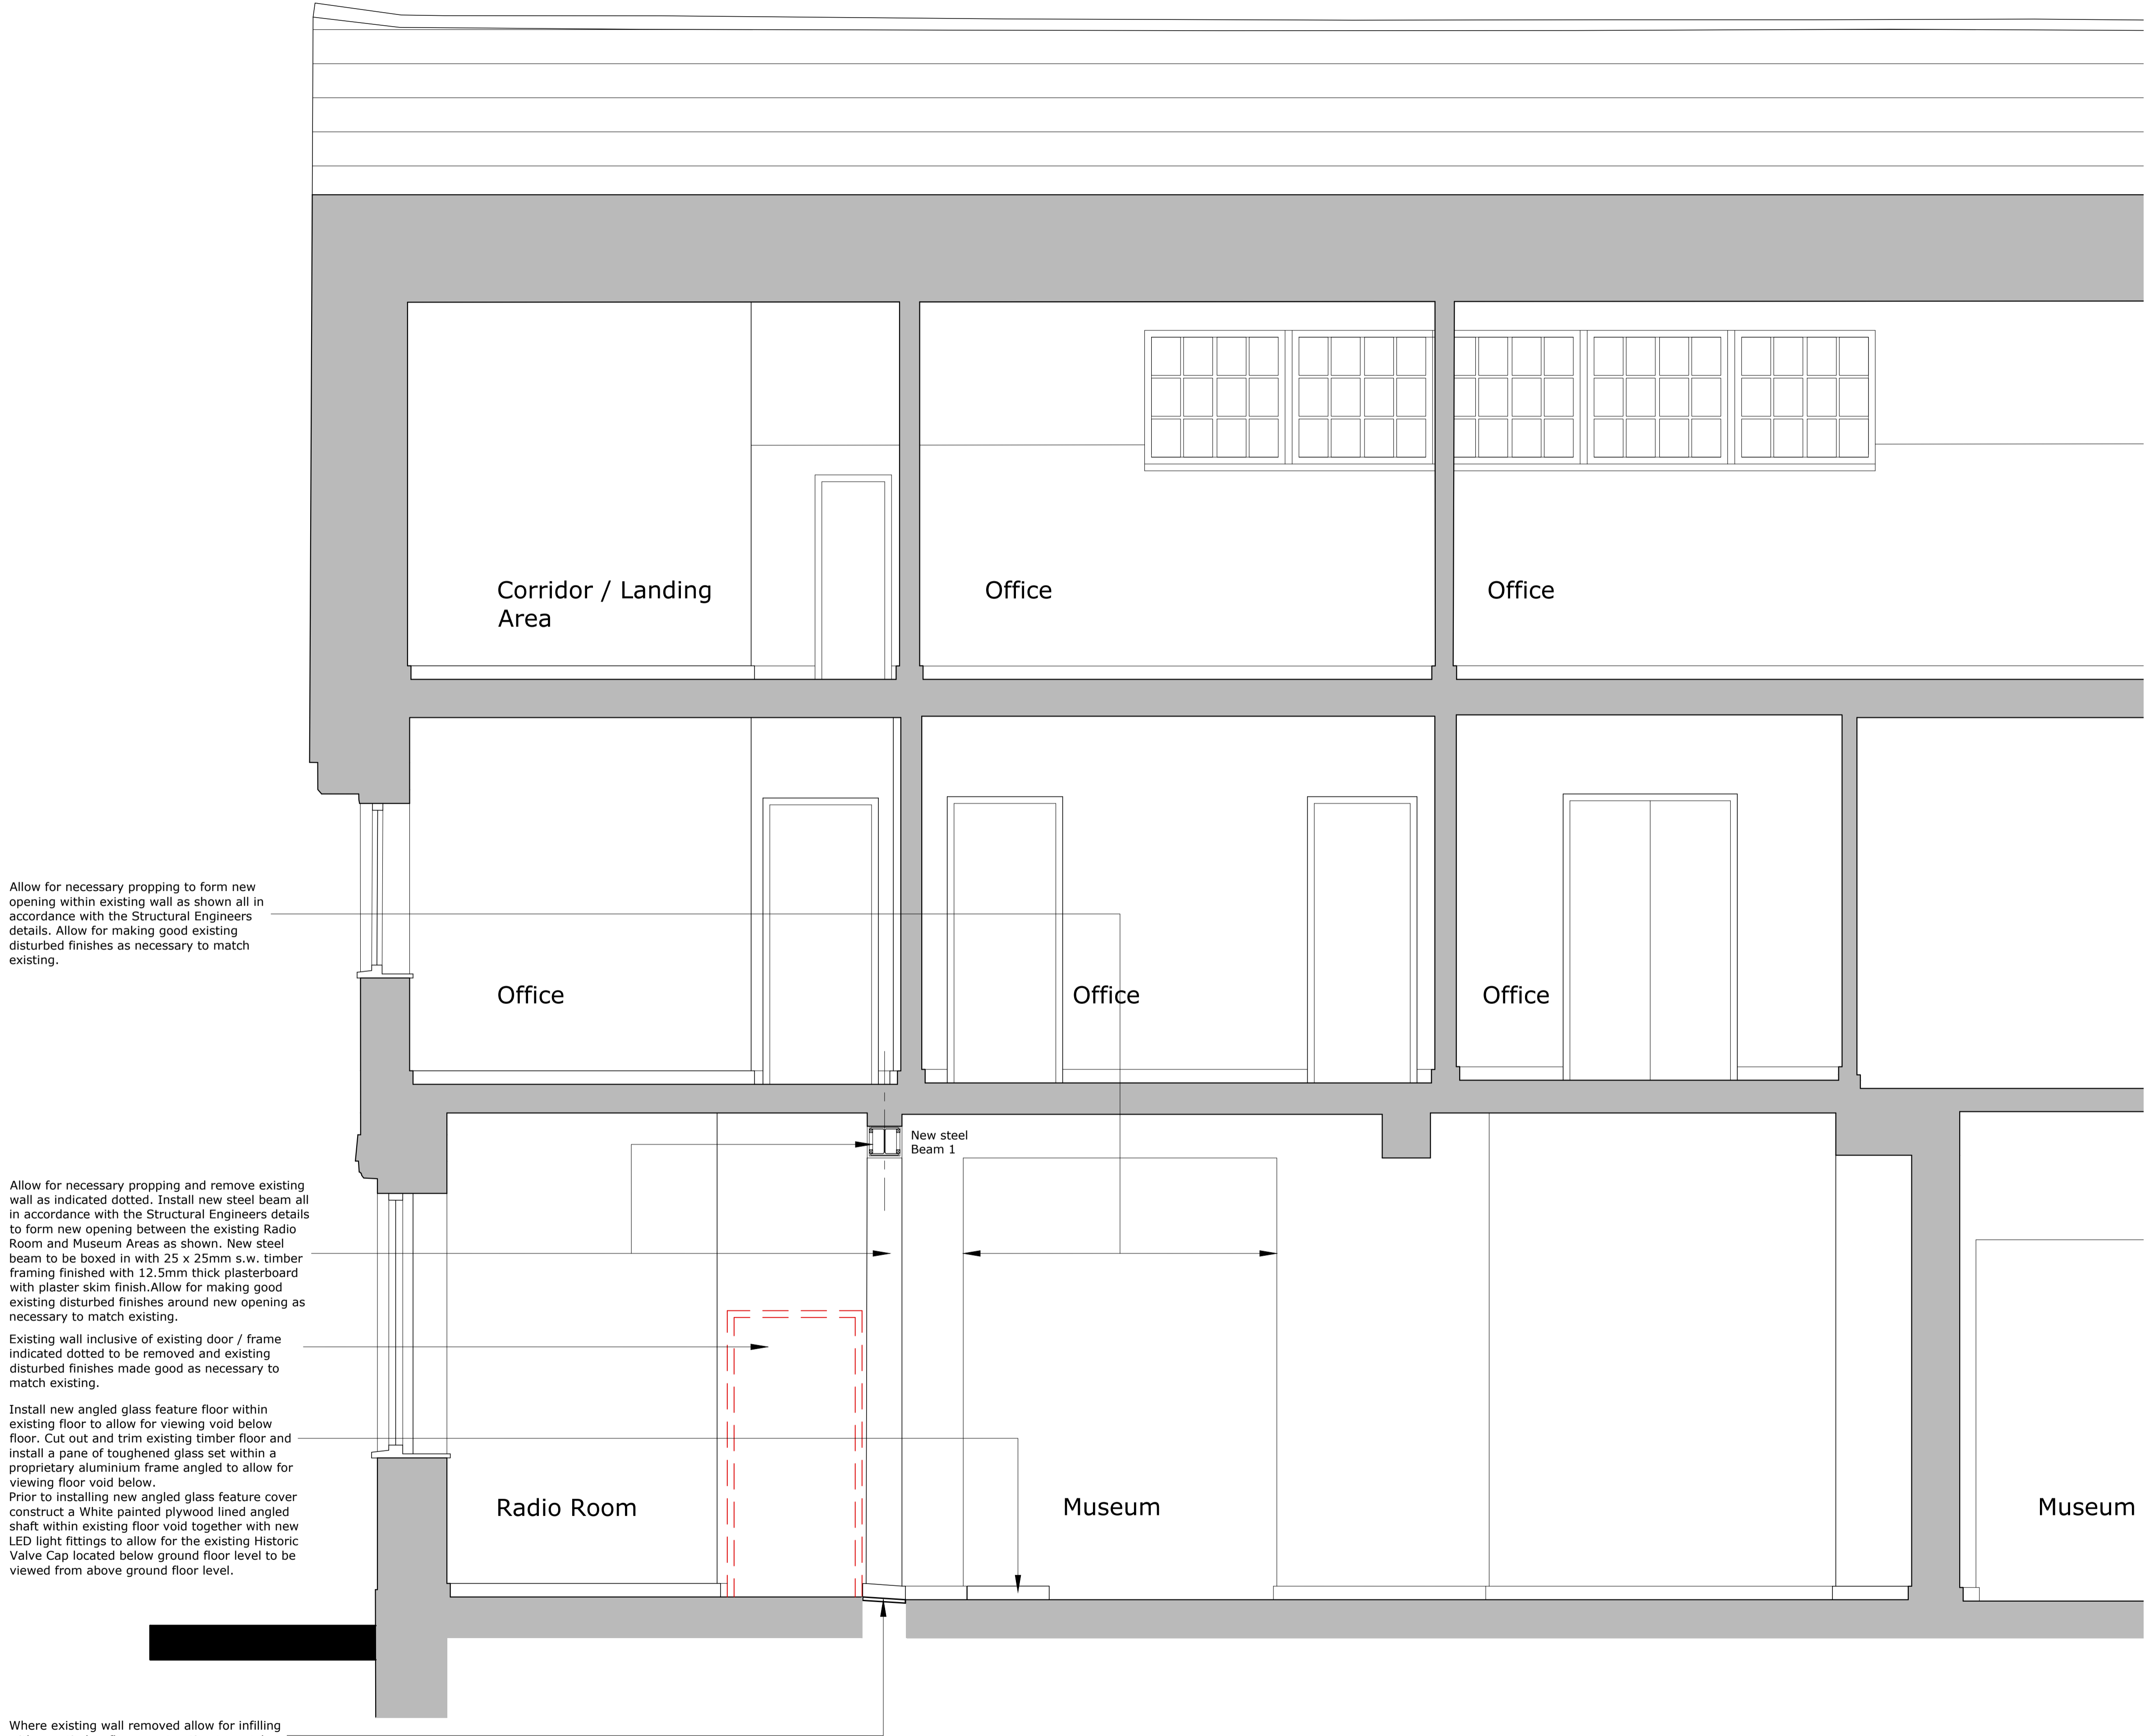 Corridor / Landing
Area
Office
Office
Allow for necessary propping to form new
opening within existing wall as shown all in
accordance with the Structural Engineers
details. Allow for making good existing
disturbed finishes as necessary to match
existing.
Office
Office
Office
New steel
Beam 1
Allow for necessary propping and remove existing
wall as indicated dotted. Install new steel beam all
in accordance with the Structural Engineers details
to form new opening between the existing Radio
Room and Museum Areas as shown. New steel
beam to be boxed in with 25 x 25mm s.w. timber
framing finished with 12.5mm thick plasterboard
with plaster skim finish.Allow for making good
existing disturbed finishes around new opening as
necessary to match existing.
Existing wall inclusive of existing door / frame
indicated dotted to be removed and existing
disturbed finishes made good as necessary to
match existing.
Install new angled glass feature floor within
existing floor to allow for viewing void below
floor. Cut out and trim existing timber floor and
install a pane of toughened glass set within a
proprietary aluminium frame angled to allow for
viewing floor void below.
Prior to installing new angled glass feature cover
construct a White painted plywood lined angled
shaft within existing floor void together with new
LED light fittings to allow for the existing Historic
Valve Cap located below ground floor level to be
viewed from above ground floor level.
Radio Room
Museum
Museum
Where existing wall removed allow for infilling